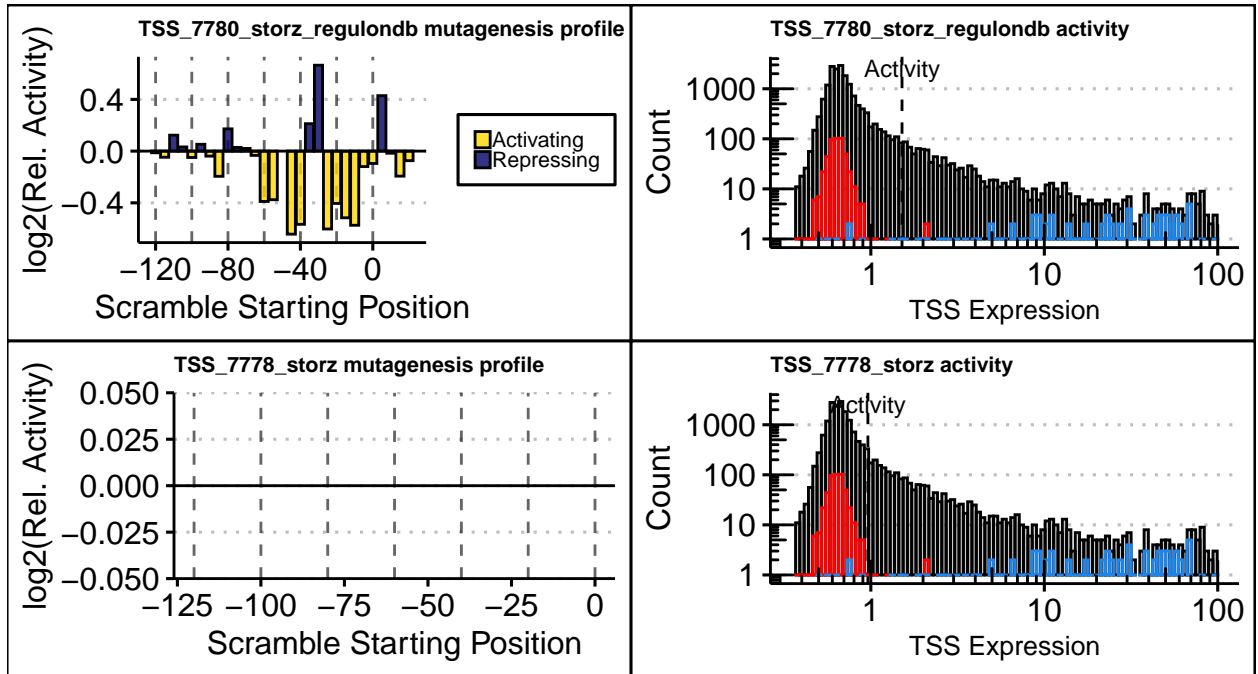 TSS_7780_storz_regulondb mutagenesis profile
log2(Rel. Activity)
0.4
0.0
−0.4
−120 −80 −40 0
Scramble Starting Position
Activating
Repressing
TSS_7780_storz_regulondb activity
Activity
Count
1000
100
10
1
1 10 100
TSS Expression
TSS_7778_storz mutagenesis profile
log2(Rel. Activity)
0.050
0.025
0.000
−0.025
−0.050
−125 −100 −75 −50 −25 0
Scramble Starting Position
TSS_7778_storz activity
Activity
Count
1000
100
10
1
1 10 100
TSS Expression